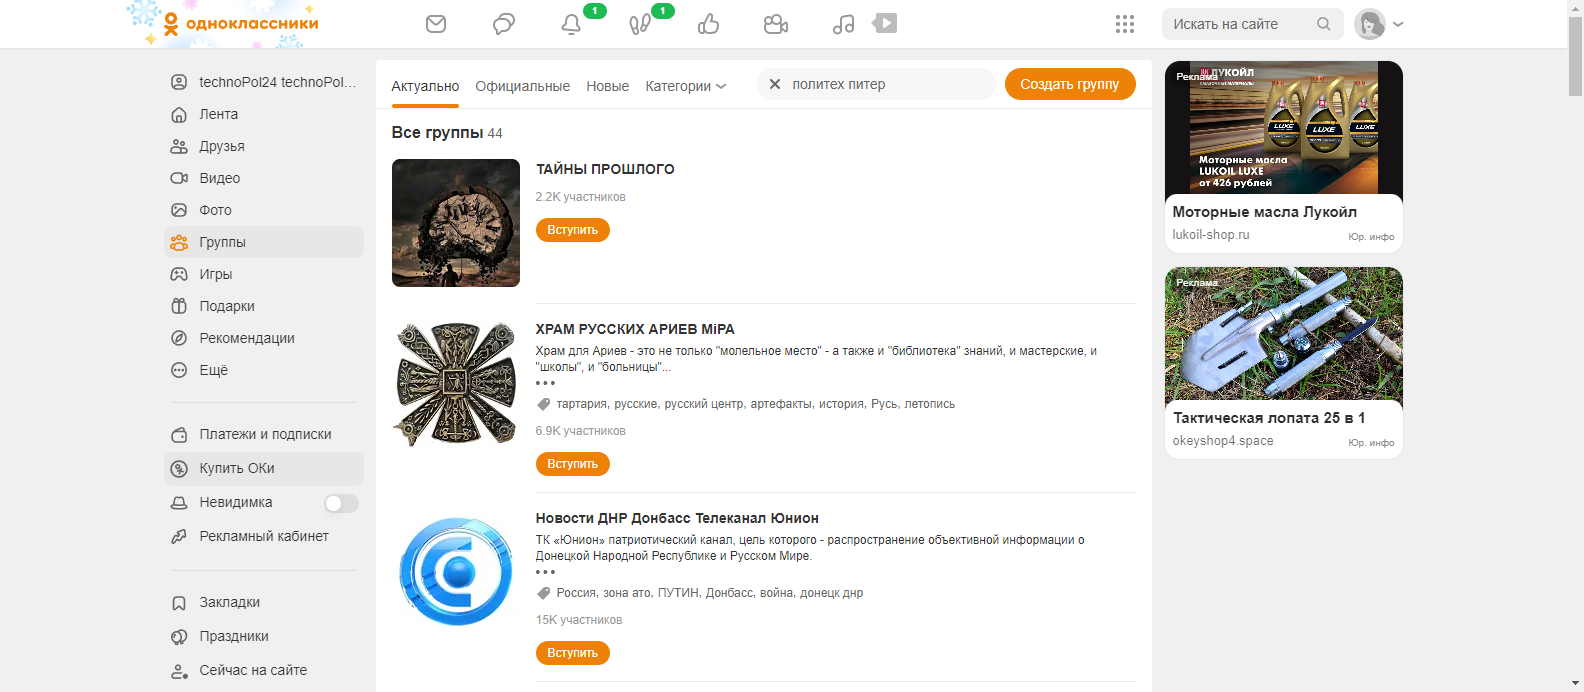 одноклассники
1
1
Искать на сайте
technoPol24 technoPol…
Лента
Друзья
Видео
Фото
Группы
Игры
Подарки
Рекомендации
Ещё
Платежи и подписки
Купить ОКи
Невидимка
Рекламный кабинет
Закладки
Праздники
Сейчас на сайте
Актуально
Официальные
Новые
Категории
политех питер
Создать группу
Все группы 44
ТАЙНЫ ПРОШЛОГО
2.2K участников
Вступить
ХРАМ РУССКИХ АРИЕВ MiРА
Храм для Ариев - это не только "молельное место" - а также и "библиотека" знаний, и мастерские, и
"школы", и "больницы"...
тартария, русские, русский центр, артефакты, история, Русь, летопись
6.9K участников
Вступить
Новости ДНР Донбасс Телеканал Юнион
ТК «Юнион» патриотический канал, цель которого - распространение объективной информации о
Донецкой Народной Республике и Русском Мире.
Россия, зона ато, ПУТИН, Донбасс, война, донецк днр
15K участников
Вступить
Реклама
ЛУКОЙЛ
LUXE
LUXE
LUXE
Моторные масла
LUKOIL LUXE
от 426 рублей
Моторные масла Лукойл
lukoil-shop.ru
Юр. инфо
Реклама
Тактическая лопата 25 в 1
okeyshop4.space
Юр. инфо